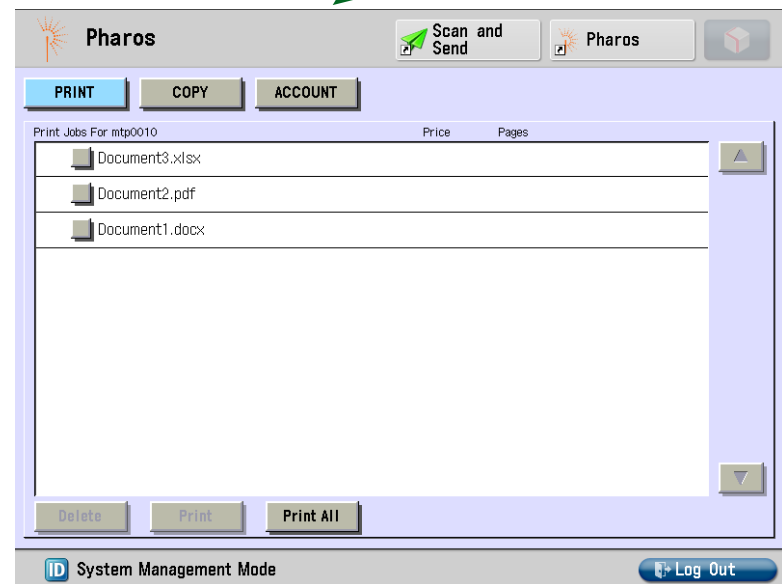 Pharos Scan and Send Pharos
PRINT COPY ACCOUNT
Print Jobs For mtp0010 Price Pages
Document3.xlsx
Document2.pdf
Document1.docx
Delete Print Print All
ID System Management Mode Log Out